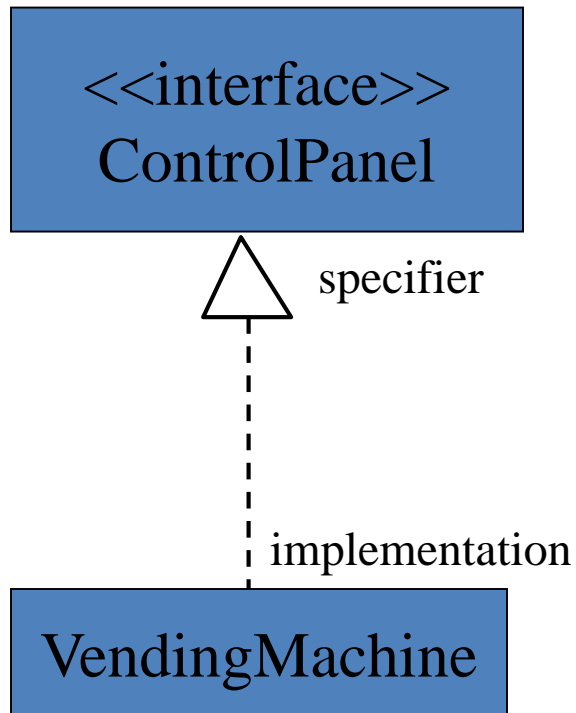 <<interface>>
ControlPanel
specifier
implementation
VendingMachine